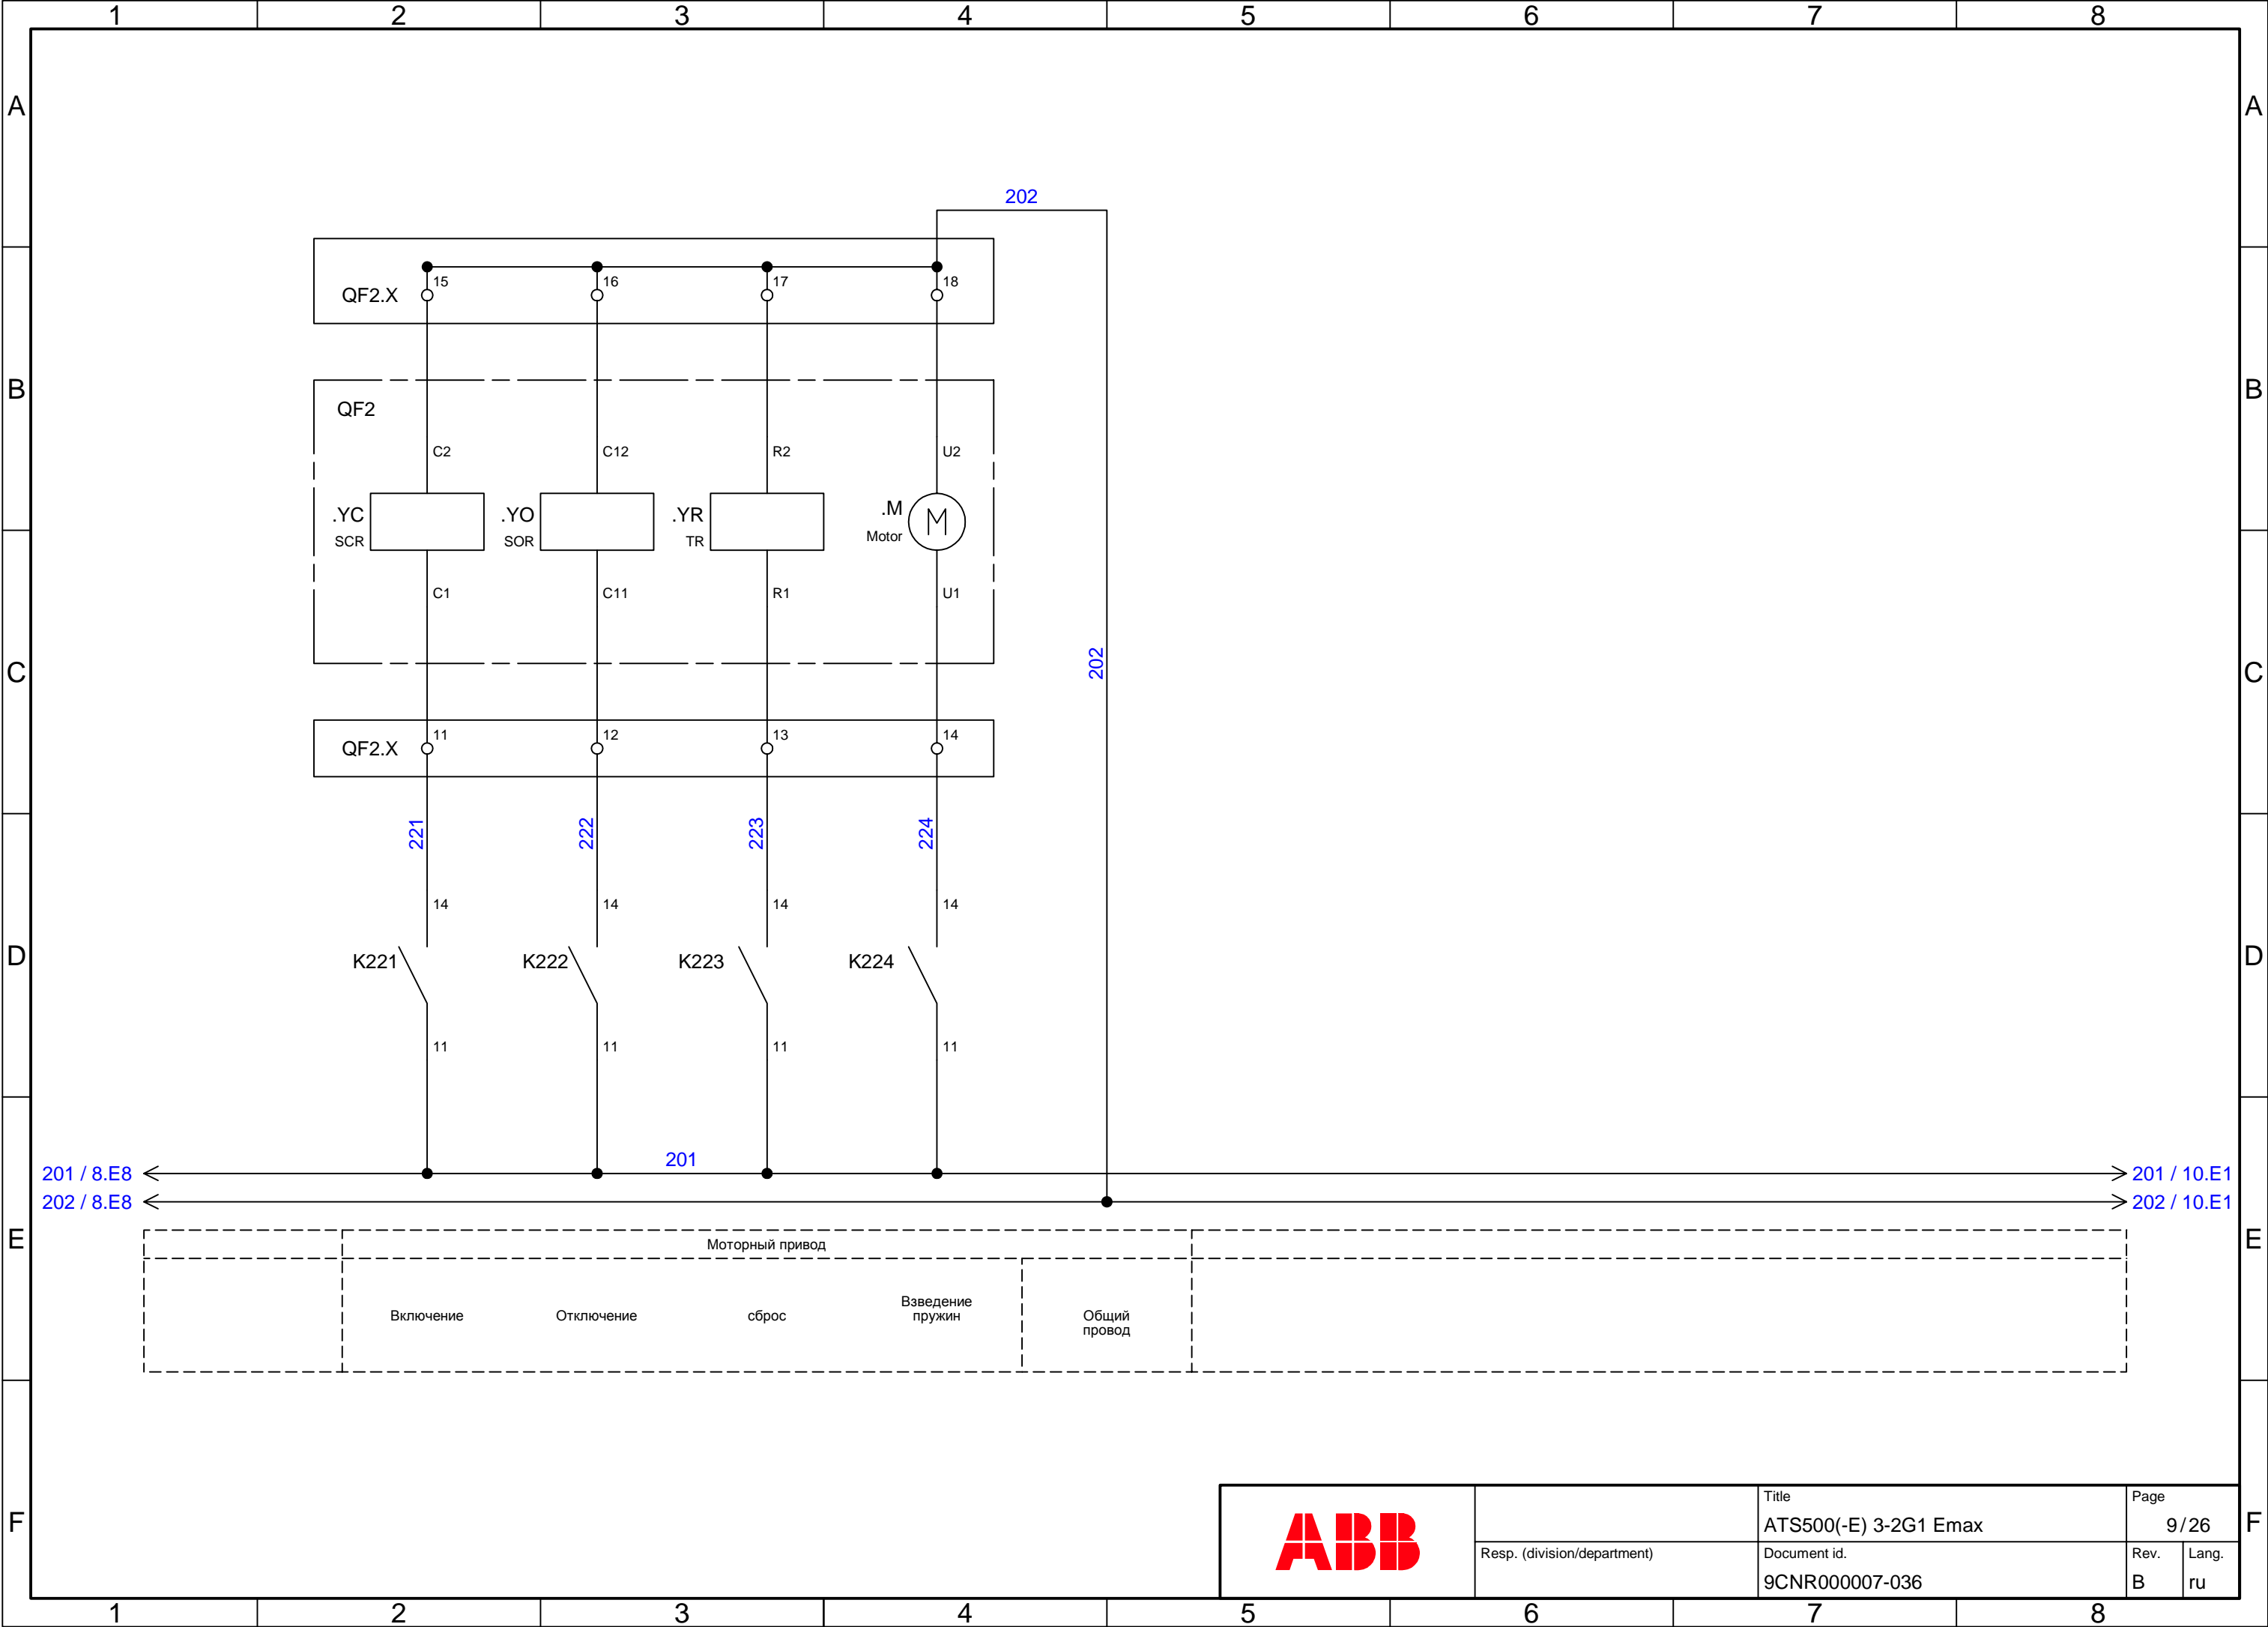 1 2 3 4 5 6 7 8
A A
202
15 16 17 18
QF2.X
B B
QF2
C2 C12 R2 U2
.YC .YO .YR .M M
SCR SOR TR Motor
C1 C11 R1 U1
202
C C
11 12 13 14
QF2.X
221 222 223 224
14 14 14 14
K221 K222 K223 K224
D D
11 11 11 11
201
201 / 8.E8 201 / 10.E1
202 / 8.E8 202 / 10.E1
E E
Моторный привод
Включение Отключение сброс Взведение
пружин
Общий
провод
F F
ABB
Resp. (division/department)
Title
ATS500(-E) 3-2G1 Emax
Document id.
9CNR000007-036
Page
9/26
Rev. Lang.
B ru
1 2 3 4 5 6 7 8